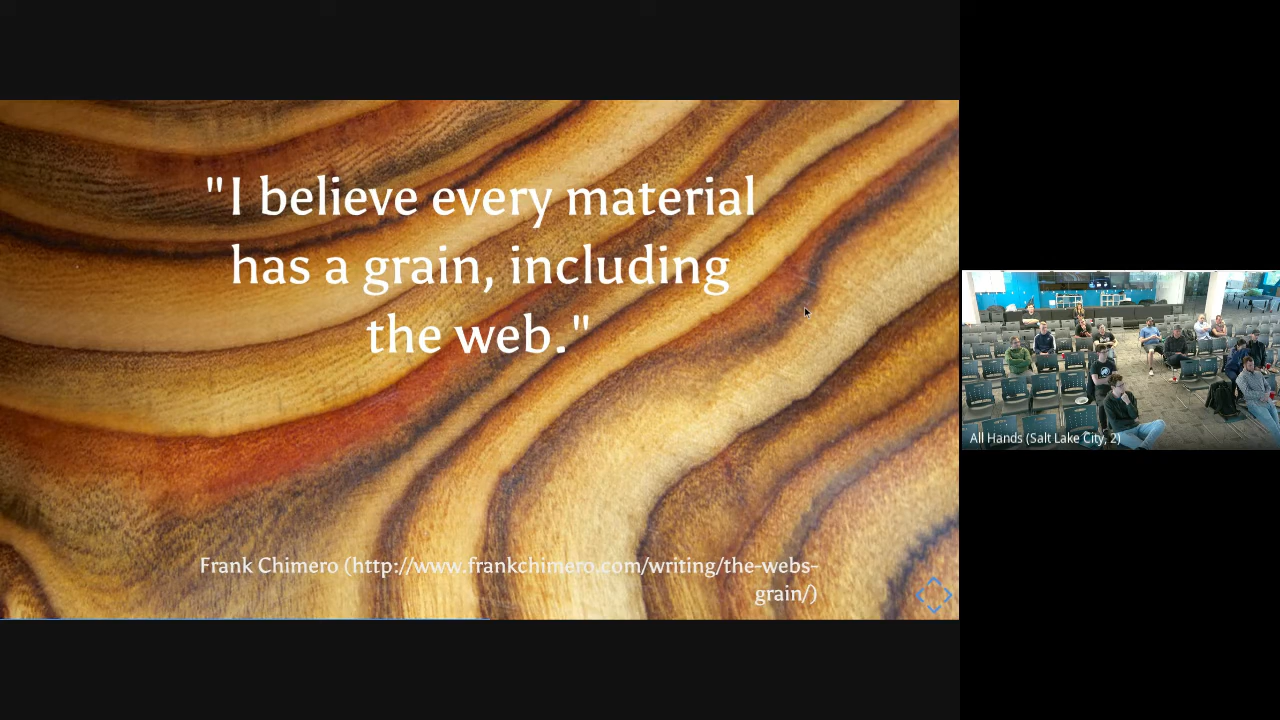 "I believe every material
has a grain, including
the web."
Frank Chimero (http://www.frankchimero.com/writing/the-webs-
grain/)
All Hands (Salt Lake City, 2)